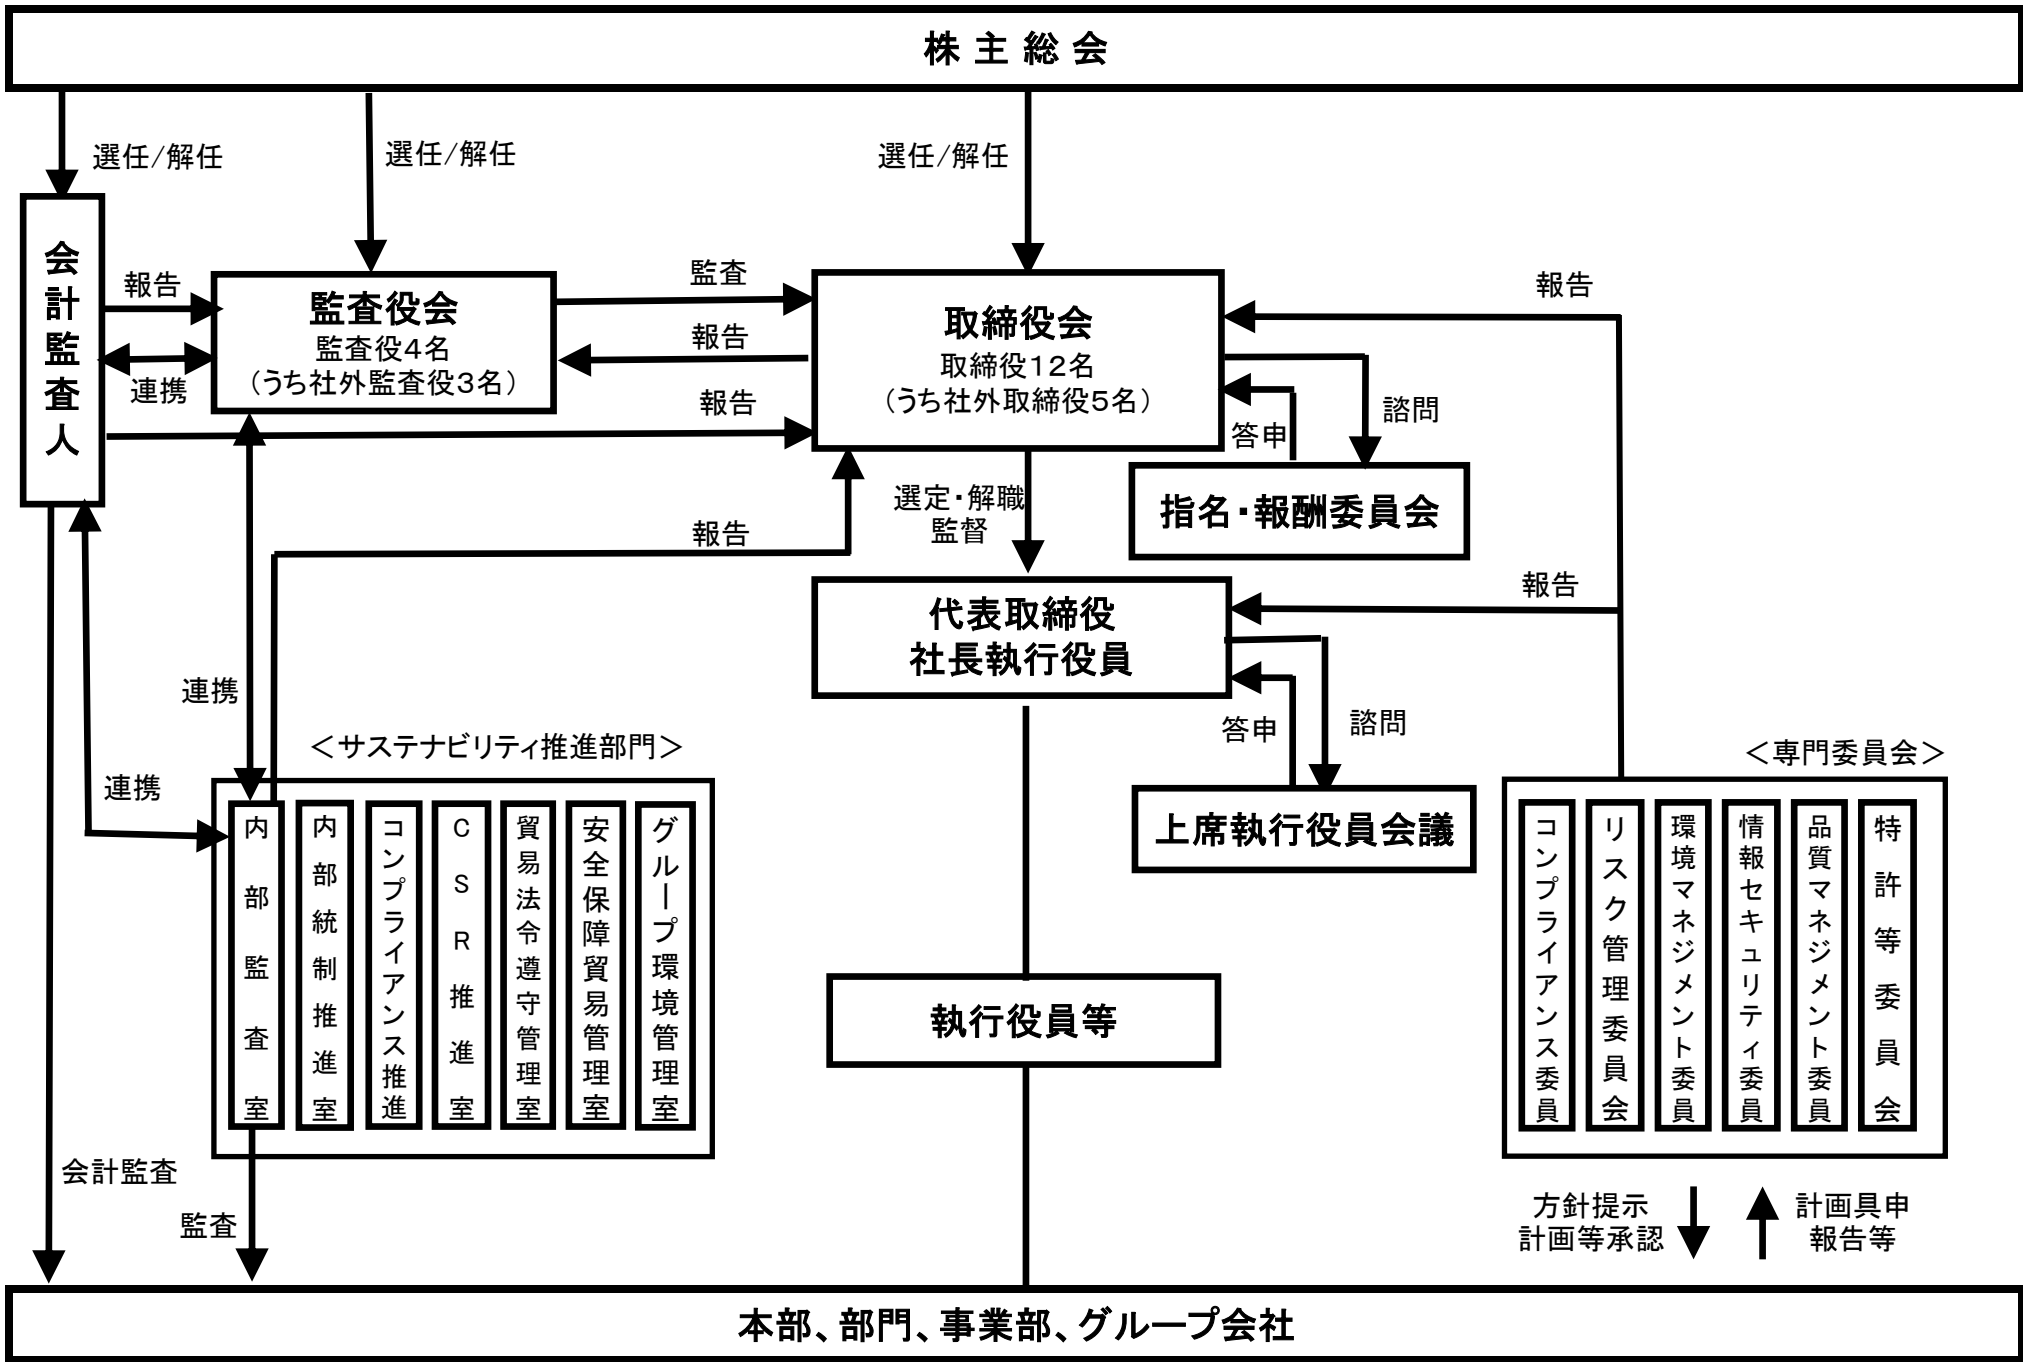 株主総会
選任/解任
選任/解任
選任/解任
会計監査人
報告
連携
監査役会
監査役４名
（うち社外監査役３名）
監査
報告
報告
取締役会
取締役１２名
（うち社外取締役５名）
報告
諮問
答申
指名・報酬委員会
選定・解職
監督
報告
報告
代表取締役
社長執行役員
諮問
答申
上席執行役員会議
連携
連携
＜サステナビリティ推進部門＞
内部監査室
内部統制推進室
コンプライアンス推進
CSR推進室
貿易法令遵守管理室
安全保障貿易管理室
グループ環境管理室
執行役員等
＜専門委員会＞
コンプライアンス委員
リスク管理委員会
環境マネジメント委員
情報セキュリティ委員
品質マネジメント委員
特許等委員会
会計監査
監査
方針提示
計画等承認
計画具申
報告等
本部、部門、事業部、グループ会社